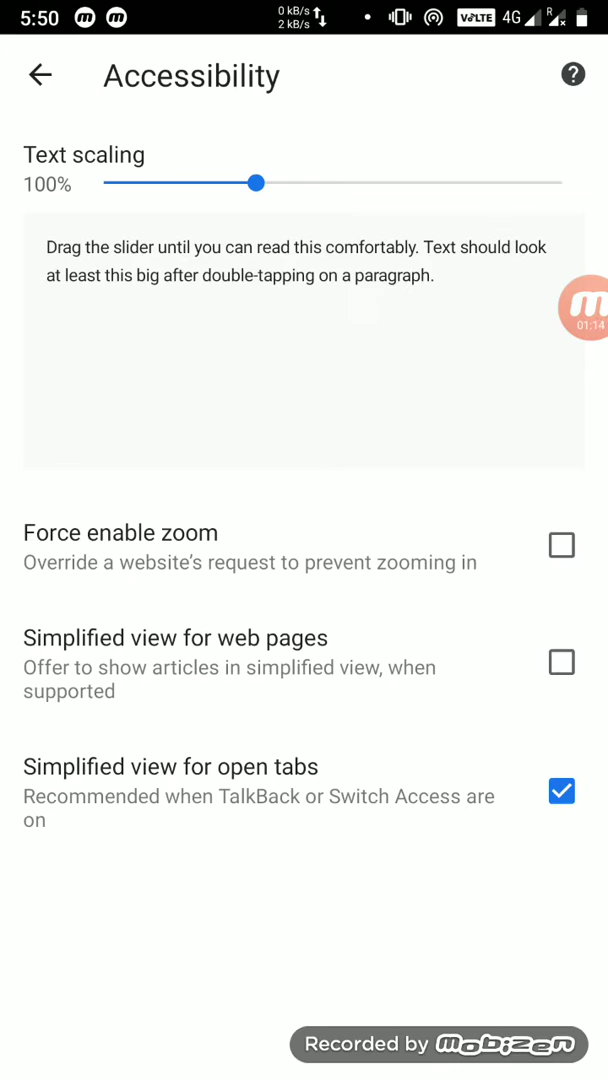 5:50 m m 0 kB/s VoLTE 4G R
2 kB/s
Accessibility ?
Text scaling
100%
Drag the slider until you can read this comfortably. Text should look
at least this big after double-tapping on a paragraph.
m
01:14
Force enable zoom
Override a website’s request to prevent zooming in
Simplified view for web pages
Offer to show articles in simplified view, when
supported
Simplified view for open tabs
Recommended when TalkBack or Switch Access are
on
Recorded by mobizen